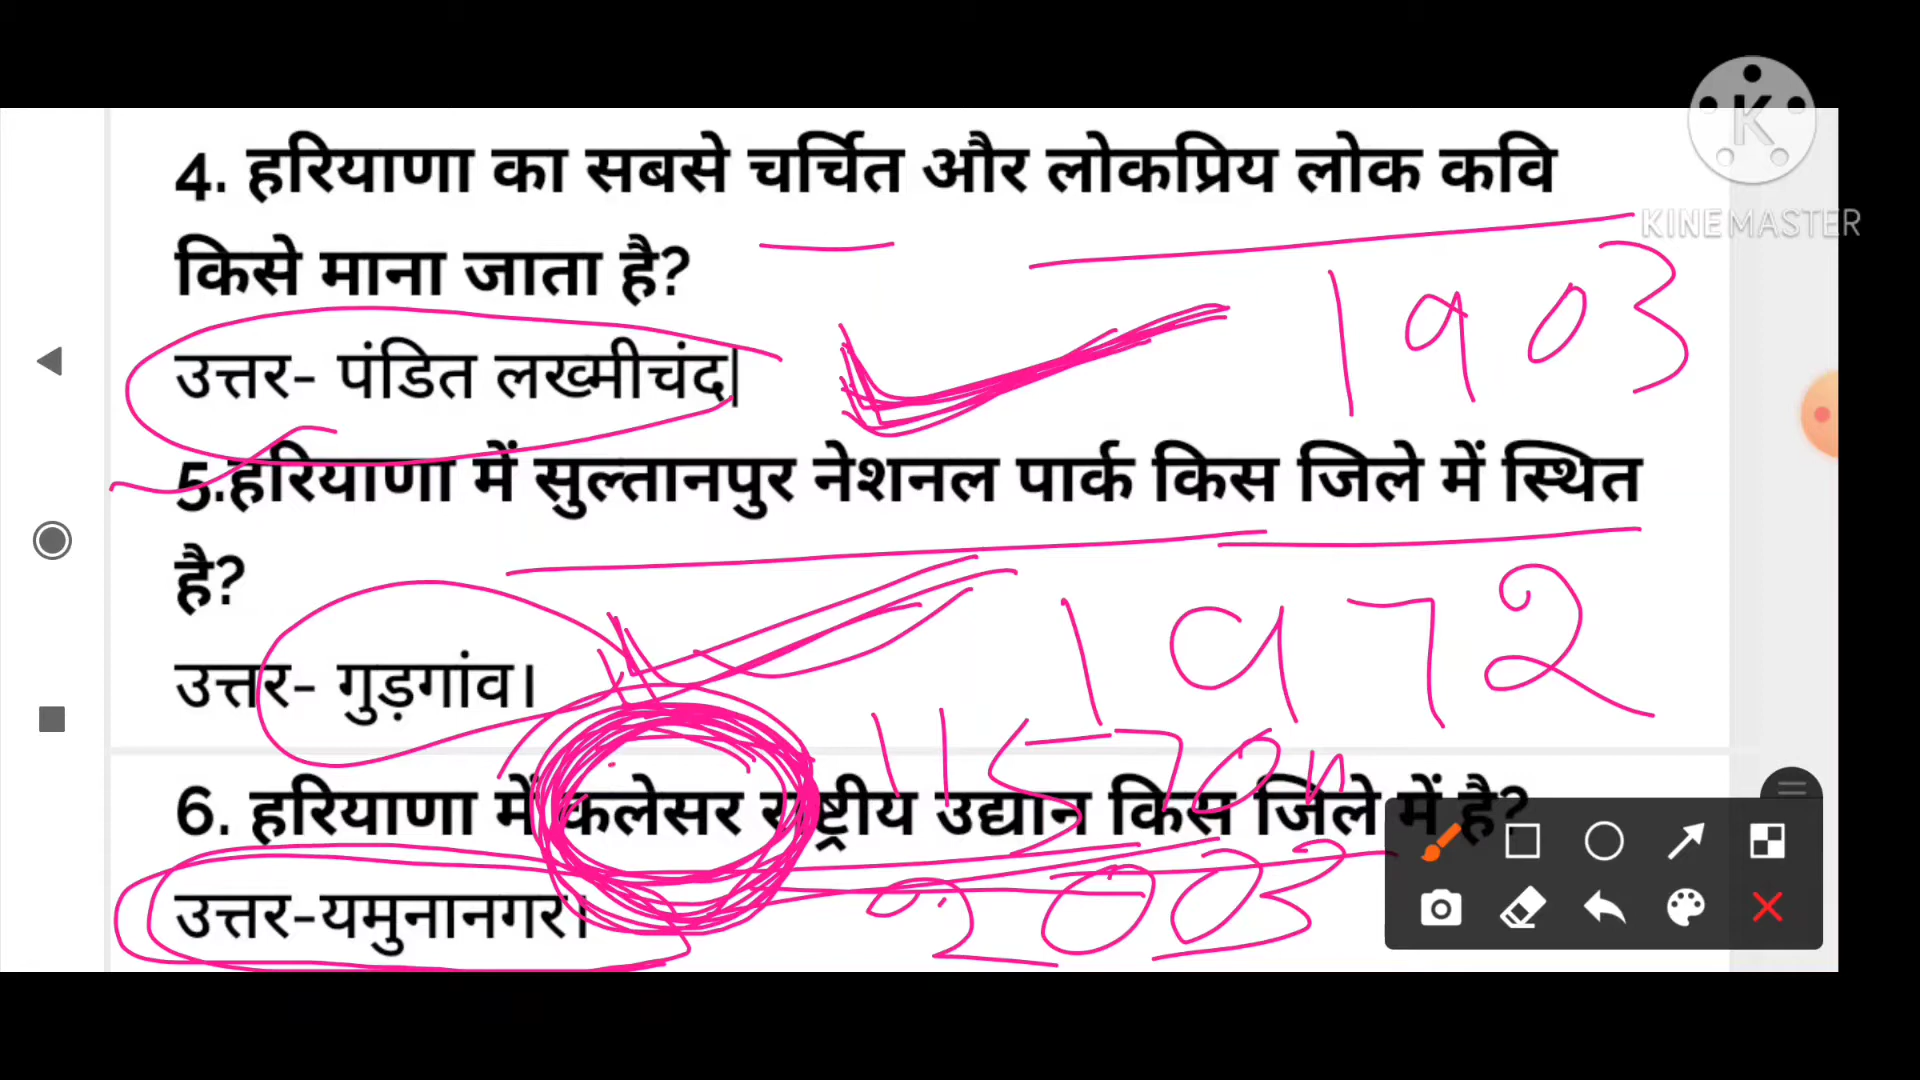 4. हरियाणा का सबसे चर्चित और लोकप्रिय लोक कवि
KINEMASTER
किसे माना जाता है?
1903
उत्तर- पंडित लख्मीचंद|
5.हरियाणा में सुल्तानपुर नेशनल पार्क किस जिले में स्थित
है?
1972
उत्तर- गुड़गांव।
6. हरियाणा में कलेसर राष्ट्रीय उद्यान किस जिले में है?
उत्तर-यमुनानगर।
2003